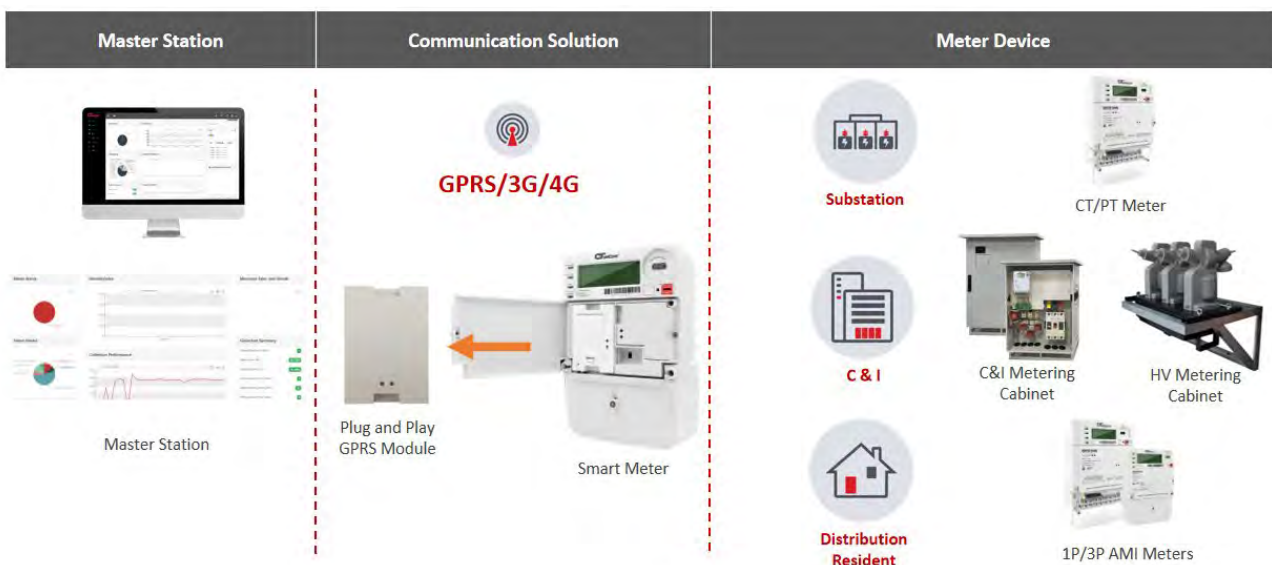 Master Station
Communication Solution
Meter Device
GPRS/3G/4G
Plug and Play
GPRS Module
Smart Meter
Master Station
Substation
CT/PT Meter
C & I
C&I Metering
Cabinet
HV Metering
Cabinet
Distribution
Resident
1P/3P AMI Meters